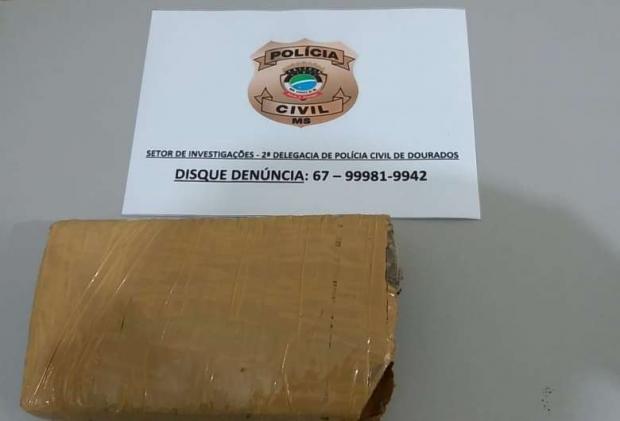 POLÍCIA
CIVIL
MS
SETOR DE INVESTIGAÇÕES - 2ª DELEGACIA DE POLÍCIA CIVIL DE DOURADOS
DISQUE DENÚNCIA: 67 – 99981-9942